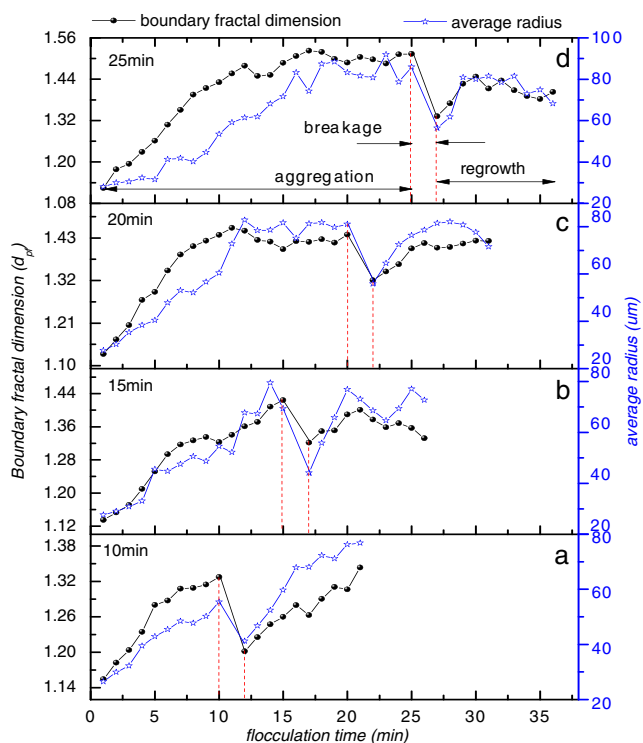 boundary fractal dimension average radius
1.56 100
25min d
1.48 80
1.40
1.32 breakage 60
1.20 aggregation regrowth 40
1.08 20
20min c 80
1.43
1.32 60
1.21 40
1.10 20
15min b 80
1.44
1.36 60
1.28
1.20 40
1.12 20
10min a 80
1.38
1.32 60
1.26
1.20 40
1.14
20
0 5 10 15 20 25 30 35
flocculation time (min)
Boundary fractal dimension (dpf)
average radius (um)